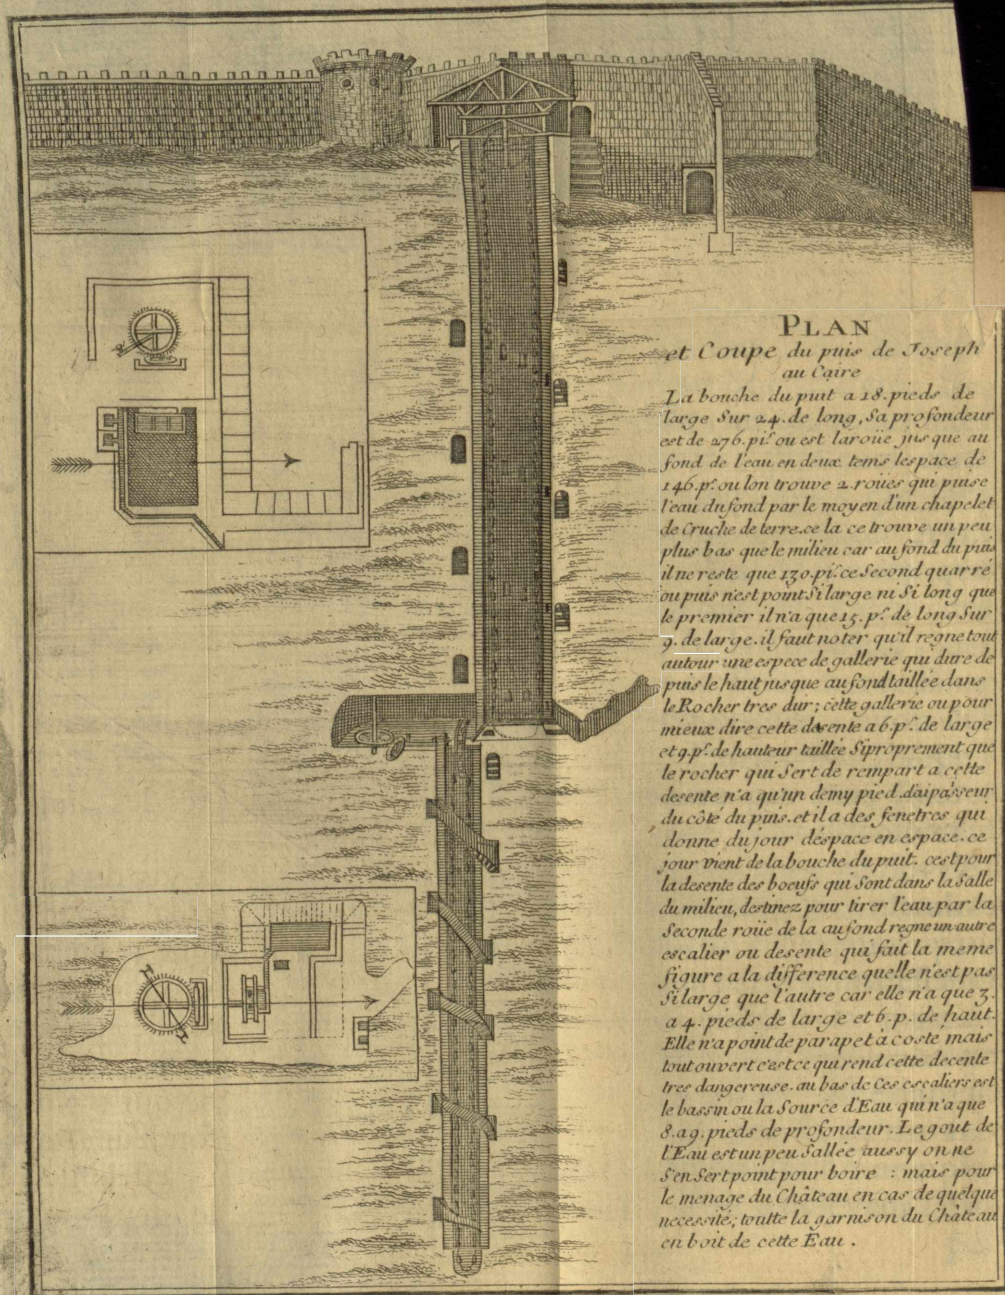 PLAN
et Coupe du puis de Joseph
au Caire
La bouche du puit a 18. pieds de
large Sur 24. de long, Sa profondeur
est de 276. pi.^s ou est la roüe jusque au
fond de l'eau en deux tems lespace de
146. p.^s ou lon trouve 2. roües qui puise
l'eau du fond par le moyen d'un chapelet
de Cruche de terre. ce la ce trouve un peu
plus bas que le milieu car au fond du puis
il ne reste que 130. pi.^s ce Second quarré
ou puis n'est point Si large ni Si long que
le premier il n'a que 15. p.^s de long Sur
9. de large. il faut noter qu'il regne tout
autour une espece de gallerie qui dure de
puis le haut jusque au fond taillée dans
le Rocher tres dur; cette gallerie ou pour
mieux dire cette desente a 6. p.^s de large
et 9. p.^s de hauteur taillée Si proprement que
le rocher qui Sert de rempart a cette
desente n'a qu'un demy pied d'aipasseur
du côté du puis. et il a des fenetres qui
donne du jour d'éspace en espace. ce
jour vient de la bouche du puit. cest pour
la desente des boeufs qui Sont dans la Salle
du milieu, destinez pour tirer l'eau par la
Seconde roüe de la au fond regne un autre
escalier ou desente qui fait la meme
figure a la différence quelle n'est pas
Si large que l'autre car elle n'a que 3.
a 4. pieds de large et 6. p. de haut.
Elle n'a point de parapet à costé mais
tout ouvert c'est ce qui rend cette decente
tres dangereuse. au bas de Ces escaliers est
le bassin ou la Source d'Eau qui n'a que
8. a 9. pieds de profondeur. Le gout de
l'Eau est un peu Sallée aussy on ne
S'en Sert point pour boire : mais pour
le menage du Château en cas de quelque
necessité; toutte la garnison du Château
en boit de cette Eau.